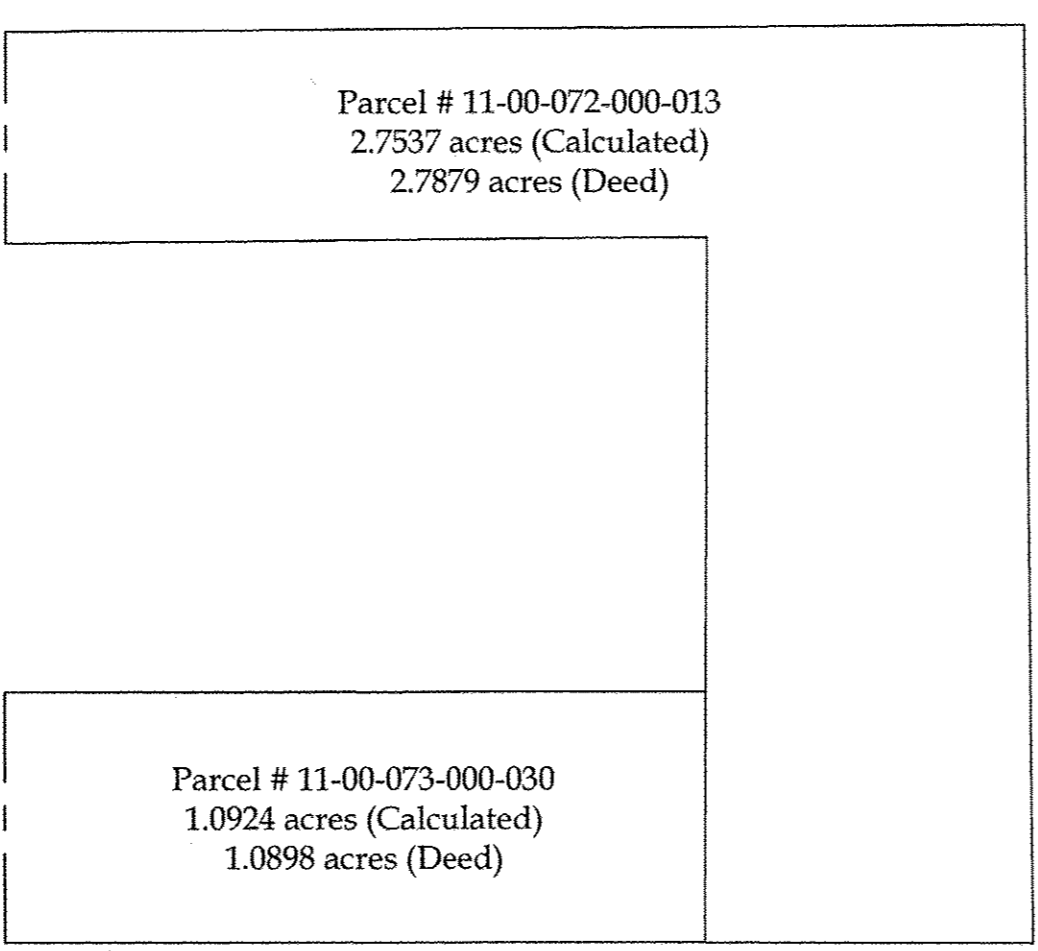 Parcel # 11-00-072-000-013
2.7537 acres (Calculated)
2.7879 acres (Deed)
Parcel # 11-00-073-000-030
1.0924 acres (Calculated)
1.0898 acres (Deed)